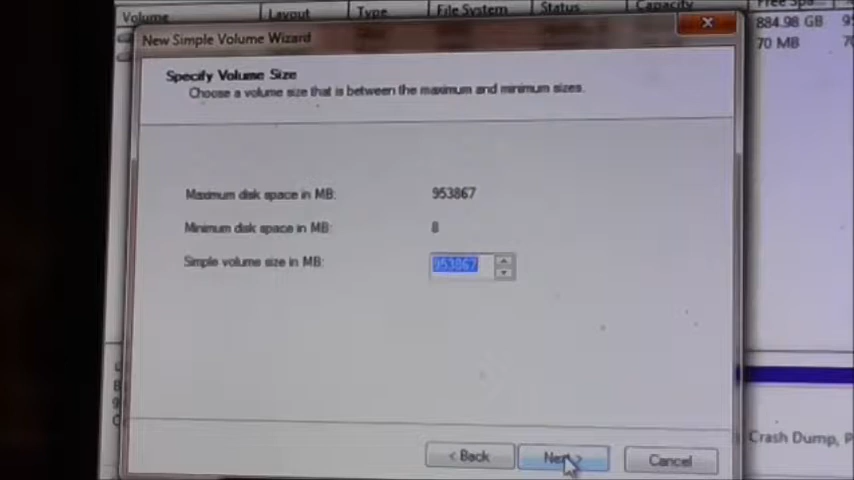 Volume Layout Type File System Status Capacity Free Spa
884.98 GB
70 MB
New Simple Volume Wizard
Specify Volume Size
Choose a volume size that is between the maximum and minimum sizes.
Maximum disk space in MB: 953867
Minimum disk space in MB: 8
Simple volume size in MB: 953867
Crash Dump, P
< Back Next > Cancel